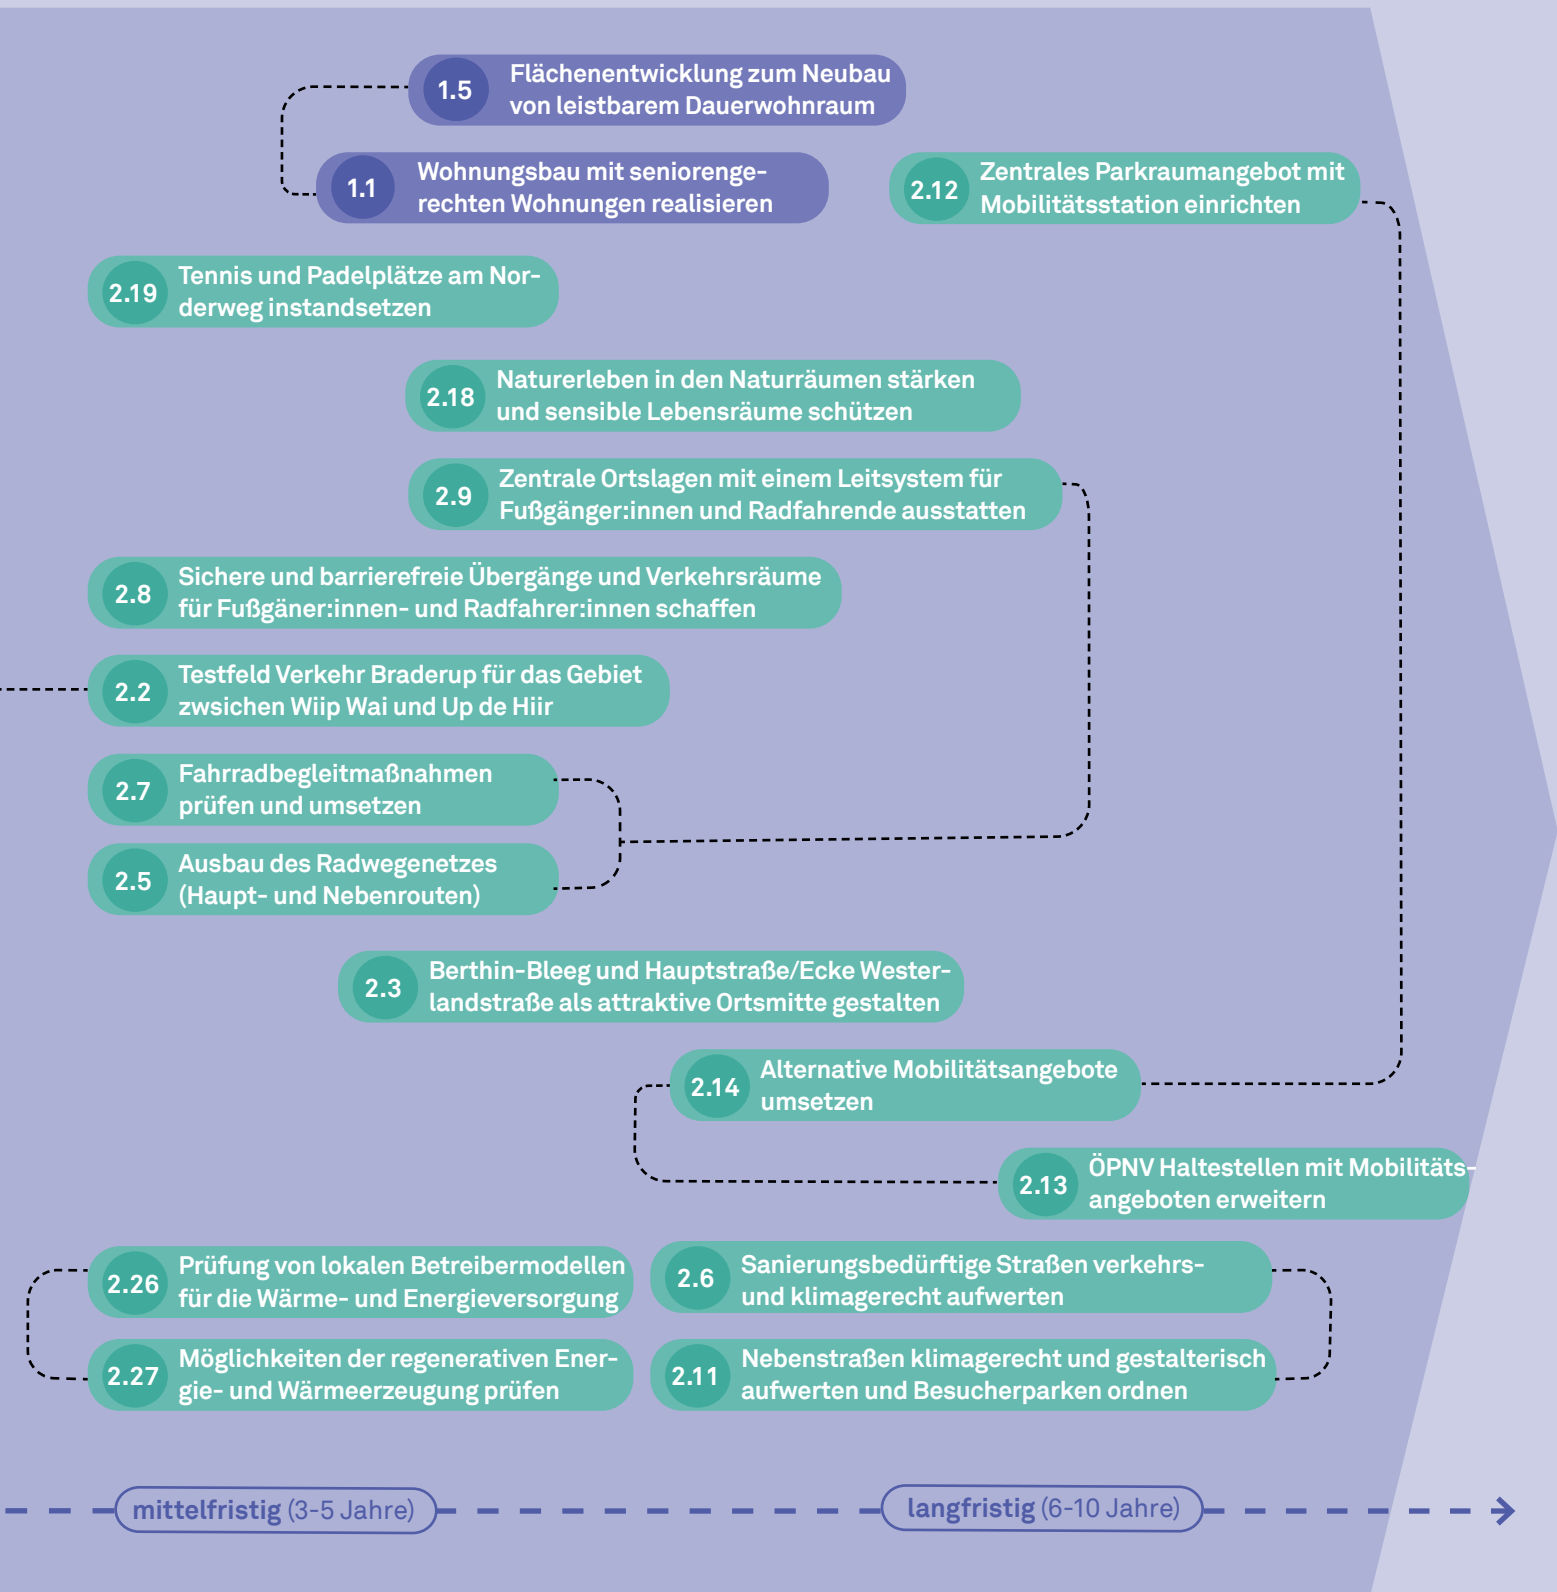 1.5
Flächenentwicklung zum Neubau
von leistbarem Dauerwohnraum
1.1
Wohnungsbau mit seniorenge-
rechten Wohnungen realisieren
2.12
Zentrales Parkraumangebot mit
Mobilitätsstation einrichten
2.19
Tennis und Padelplätze am Nor-
derweg instandsetzen
2.18
Naturerleben in den Naturräumen stärken
und sensible Lebensräume schützen
2.9
Zentrale Ortslagen mit einem Leitsystem für
Fußgänger:innen und Radfahrende ausstatten
2.8
Sichere und barrierefreie Übergänge und Verkehrsräume
für Fußgäner:innen- und Radfahrer:innen schaffen
2.2
Testfeld Verkehr Braderup für das Gebiet
zwsichen Wiip Wai und Up de Hiir
2.7
Fahrradbegleitmaßnahmen
prüfen und umsetzen
2.5
Ausbau des Radwegenetzes
(Haupt- und Nebenrouten)
2.3
Berthin-Bleeg und Hauptstraße/Ecke Wester-
landstraße als attraktive Ortsmitte gestalten
2.14
Alternative Mobilitätsangebote
umsetzen
2.13
ÖPNV Haltestellen mit Mobilitäts-
angeboten erweitern
2.26
Prüfung von lokalen Betreibermodellen
für die Wärme- und Energieversorgung
2.6
Sanierungsbedürftige Straßen verkehrs-
und klimagerecht aufwerten
2.27
Möglichkeiten der regenerativen Ener-
gie- und Wärmeerzeugung prüfen
2.11
Nebenstraßen klimagerecht und gestalterisch
aufwerten und Besucherparken ordnen
mittelfristig (3-5 Jahre)
langfristig (6-10 Jahre)